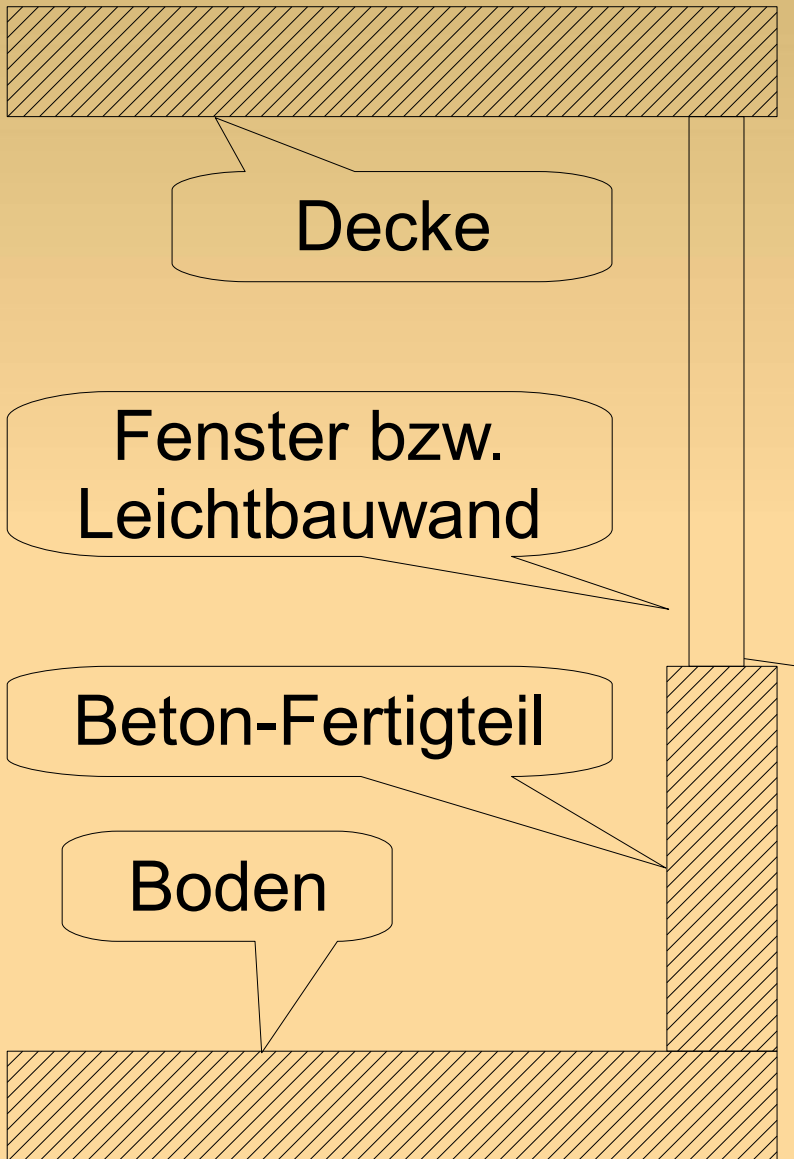 Decke
Fenster bzw.
Leichtbauwand
Beton-Fertigteil
Boden